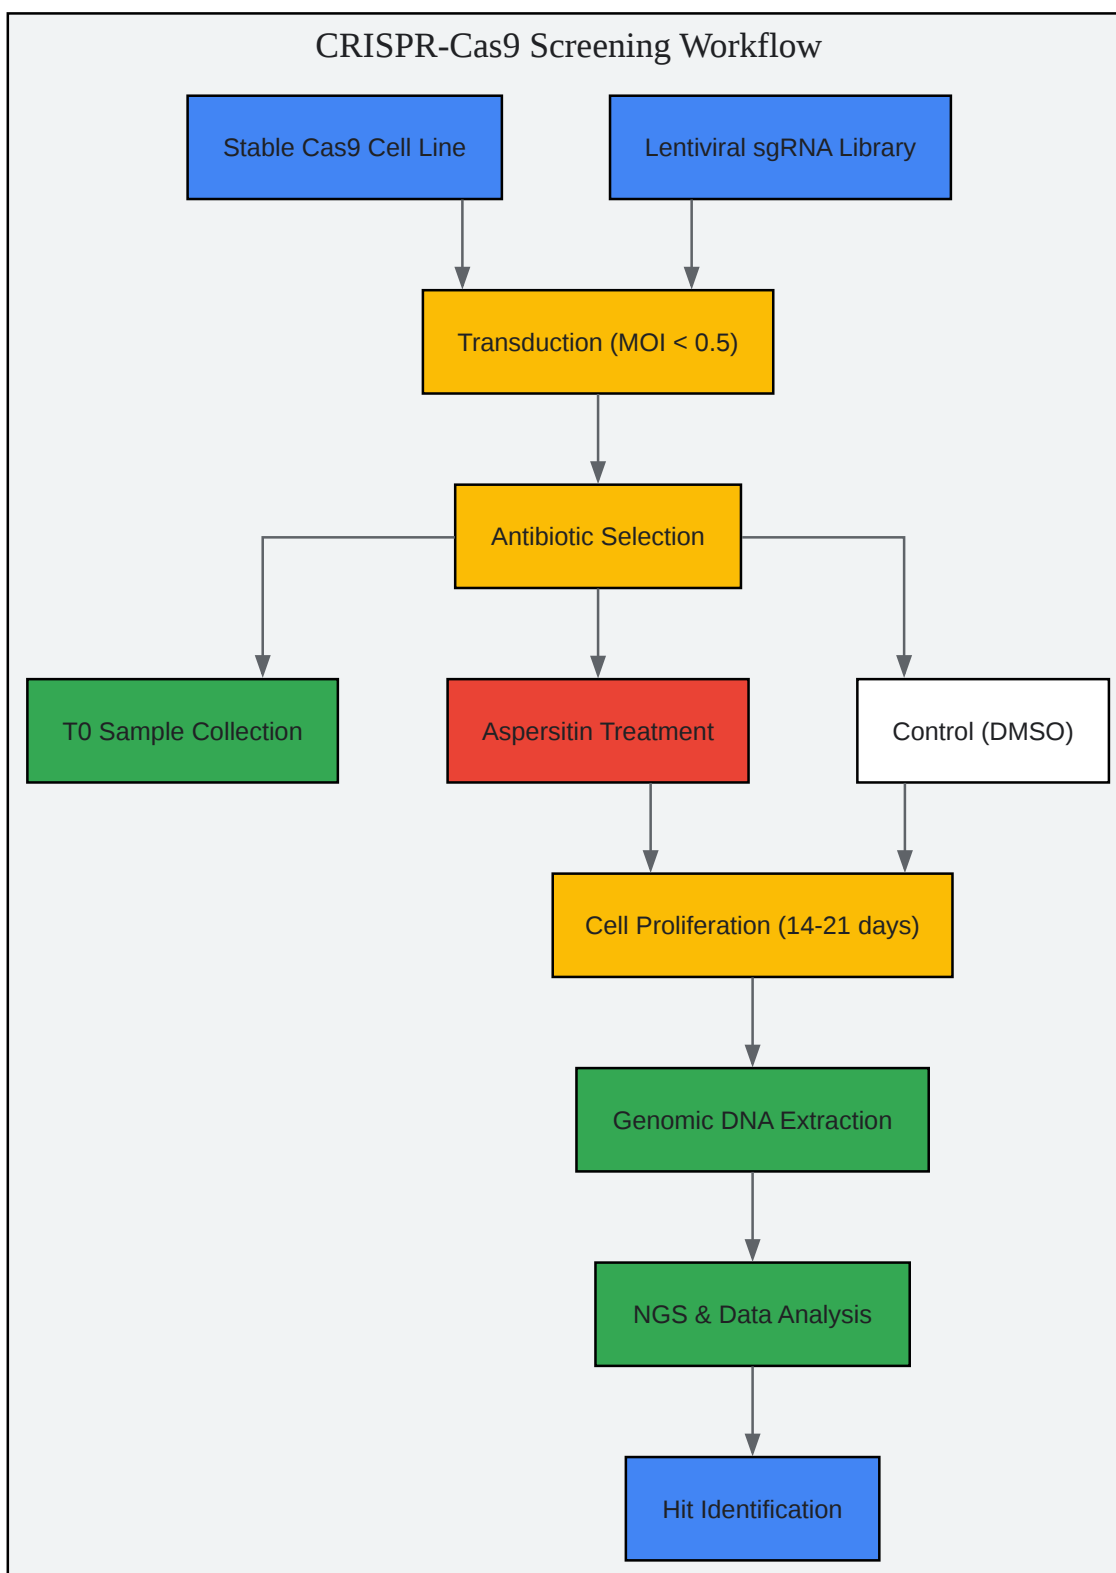 CRISPR-Cas9 Screening Workflow
Stable Cas9 Cell Line
Lentiviral sgRNA Library
Transduction (MOI < 0.5)
Antibiotic Selection
T0 Sample Collection
Aspersitin Treatment
Control (DMSO)
Cell Proliferation (14-21 days)
Genomic DNA Extraction
NGS & Data Analysis
Hit Identification